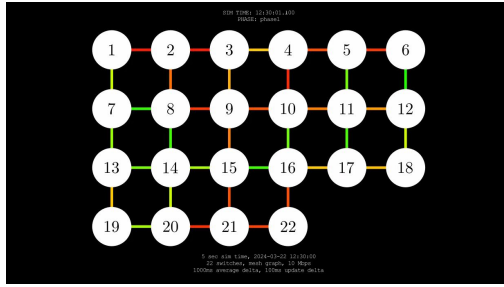 SIM TIME: 12:30:01.100
PHASE: phase1
1 2 3 4 5 6
7 8 9 10 11 12
13 14 15 16 17 18
19 20 21 22
5 sec sim time, 2024-03-22 12:30:00
22 switches, mesh graph, 10 Mbps
1000ms average delta, 100ms update delta